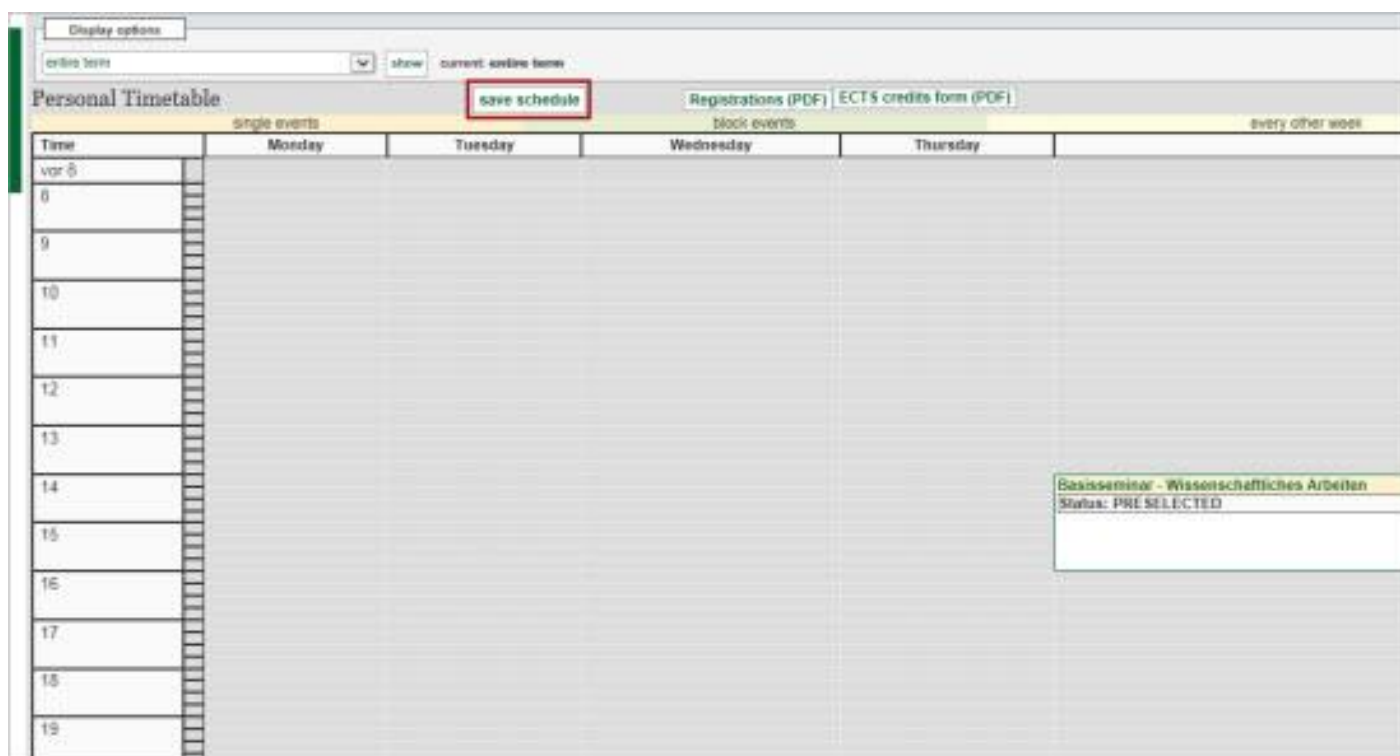 Display options
entire term show current: entire term
Personal Timetable save schedule Registrations (PDF) ECTS credits form (PDF)
single events block events every other week
Time Monday Tuesday Wednesday Thursday
vor 8
8
9
10
11
12
13
14 Basisseminar - Wissenschaftliches Arbeiten
Status: PRESELECTED
15
16
17
18
19